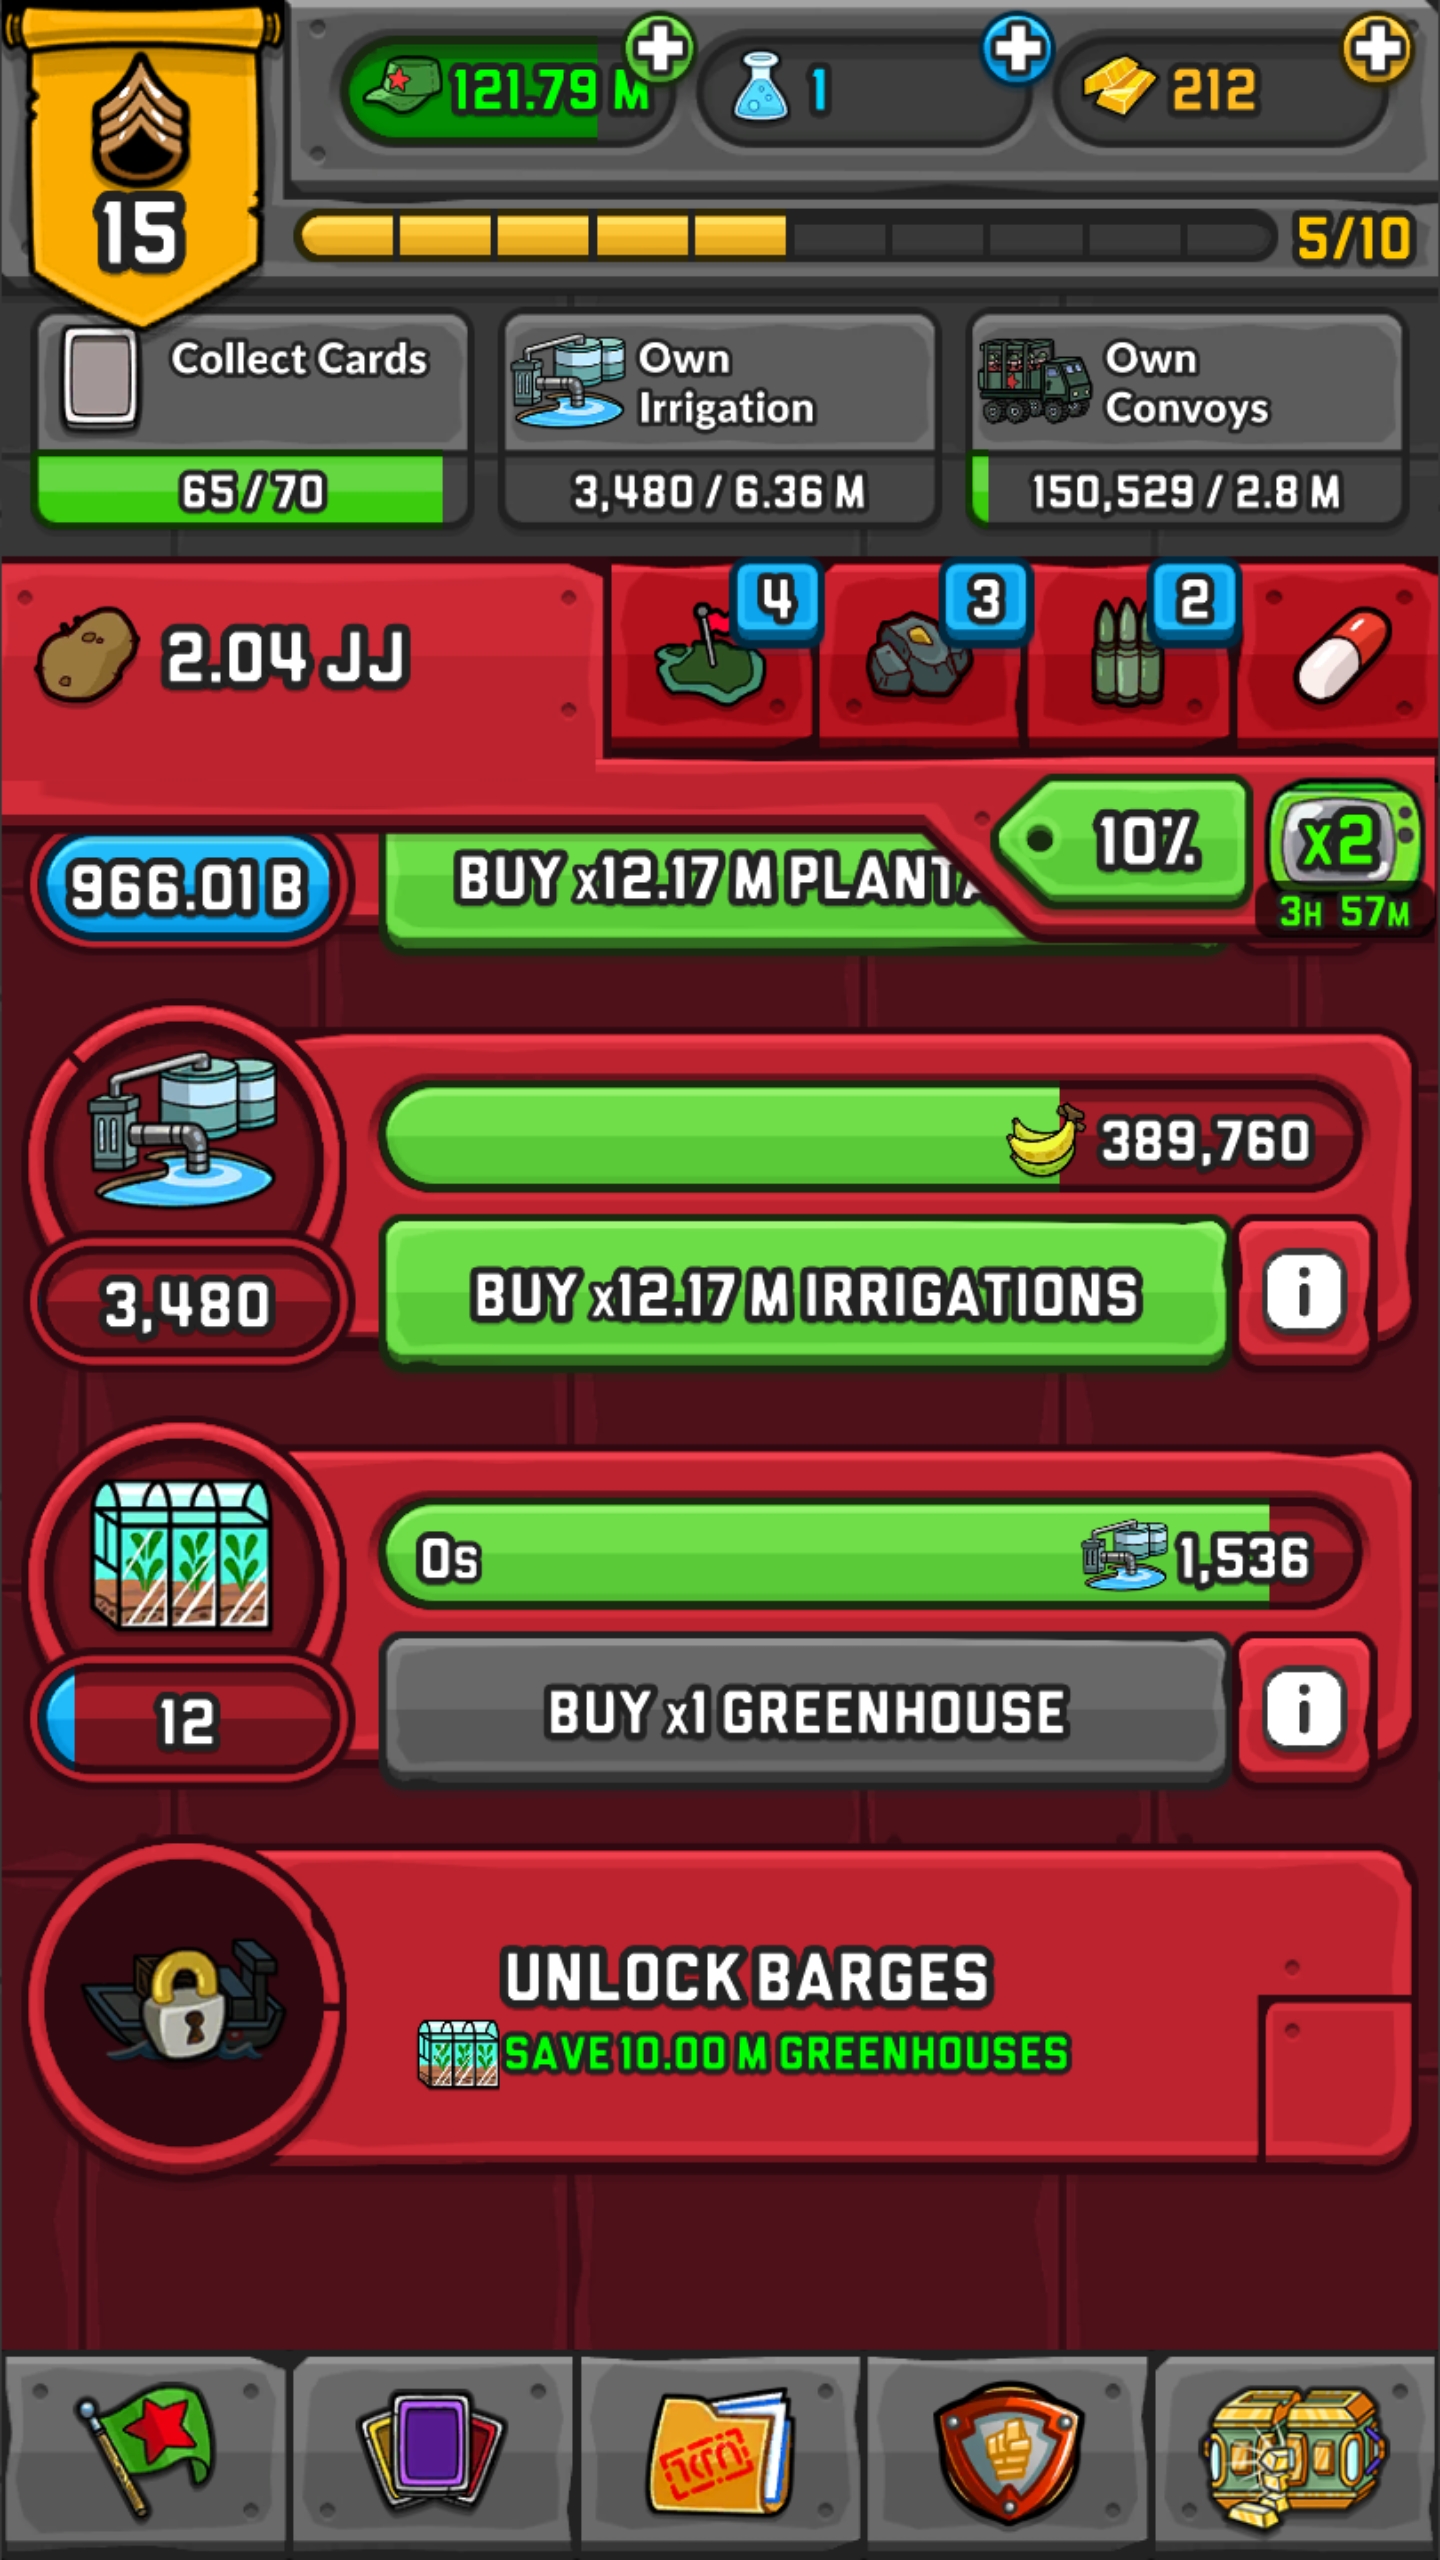 121.79 M
1
212
15
5/10
Collect Cards
65/70
Own
Irrigation
3,480/6.36 M
Own
Convoys
150,529/2.8 M
2.04 JJ
4
3
2
10%
x2
3H 57M
966.01 B
BUY x12.17 M
389,760
3,480
BUY x12.17 M IRRIGATIONS
i
0s
1,536
12
BUY x1 GREENHOUSE
i
UNLOCK BARGES
SAVE 10.00 M GREENHOUSES